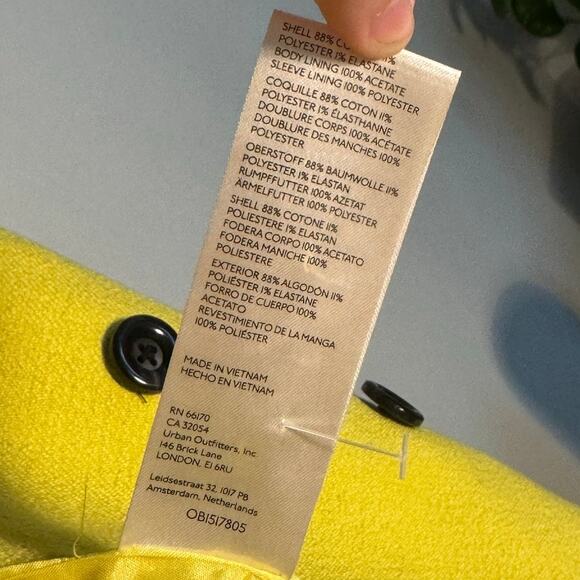 SHELL 88% 11%
POLYESTER 1% ELASTANE
BODY LINING 100% ACETATE
SLEEVE LINING 100% POLYESTER
COQUILLE 88% COTON 11%
POLYESTER 1% ÉLASTHANNE
DOUBLURE CORPS 100% ACÉTATE
DOUBLURE DES MANCHES 100%
POLYESTER
OBERSTOFF 88% BAUMWOLLE 11%
POLYESTER 1% ELASTAN
RUMPFFUTTER 100% AZETAT
ÄRMELFUTTER 100% POLYESTER
SHELL 88% COTONE 11%
POLIESTERE 1% ELASTAN
FODERA CORPO 100% ACETATO
FODERA MANICHE 100%
POLIESTERE
EXTERIOR 88% ALGODÓN 11%
POLIÉSTER 1% ELASTANE
FORRO DE CUERPO 100%
ACETATO
REVESTIMIENTO DE LA MANGA
100% POLIÉSTER
MADE IN VIETNAM
HECHO EN VIETNAM
RN 66170
CA 32054
Urban Outfitters, Inc.
146 Brick Lane
LONDON, E1 6RU
Leidsestraat 32, 1017 PB
Amsterdam, Netherlands
OB1517805